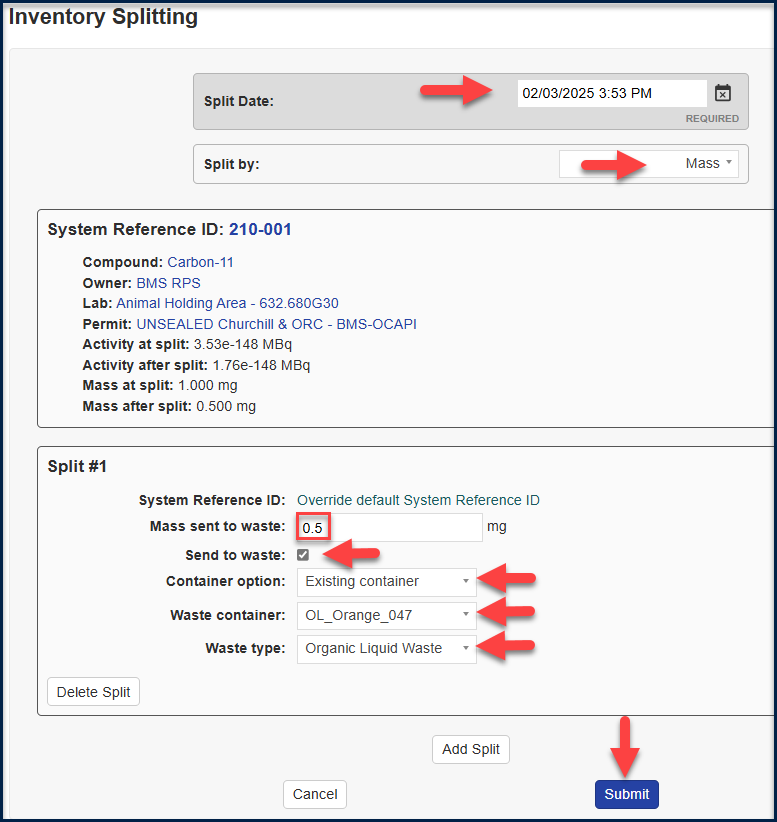 Inventory Splitting
Split Date: 02/03/2025 3:53 PM
REQUIRED
Split by: Mass
System Reference ID: 210-001
Compound: Carbon-11
Owner: BMS RPS
Lab: Animal Holding Area - 632.680G30
Permit: UNSEALED Churchill & ORC - BMS-OCAPI
Activity at split: 3.53e-148 MBq
Activity after split: 1.76e-148 MBq
Mass at split: 1.000 mg
Mass after split: 0.500 mg
Split #1
System Reference ID: Override default System Reference ID
Mass sent to waste: 0.5 mg
Send to waste:
Container option: Existing container
Waste container: OL_Orange_047
Waste type: Organic Liquid Waste
Delete Split
Add Split
Cancel Submit